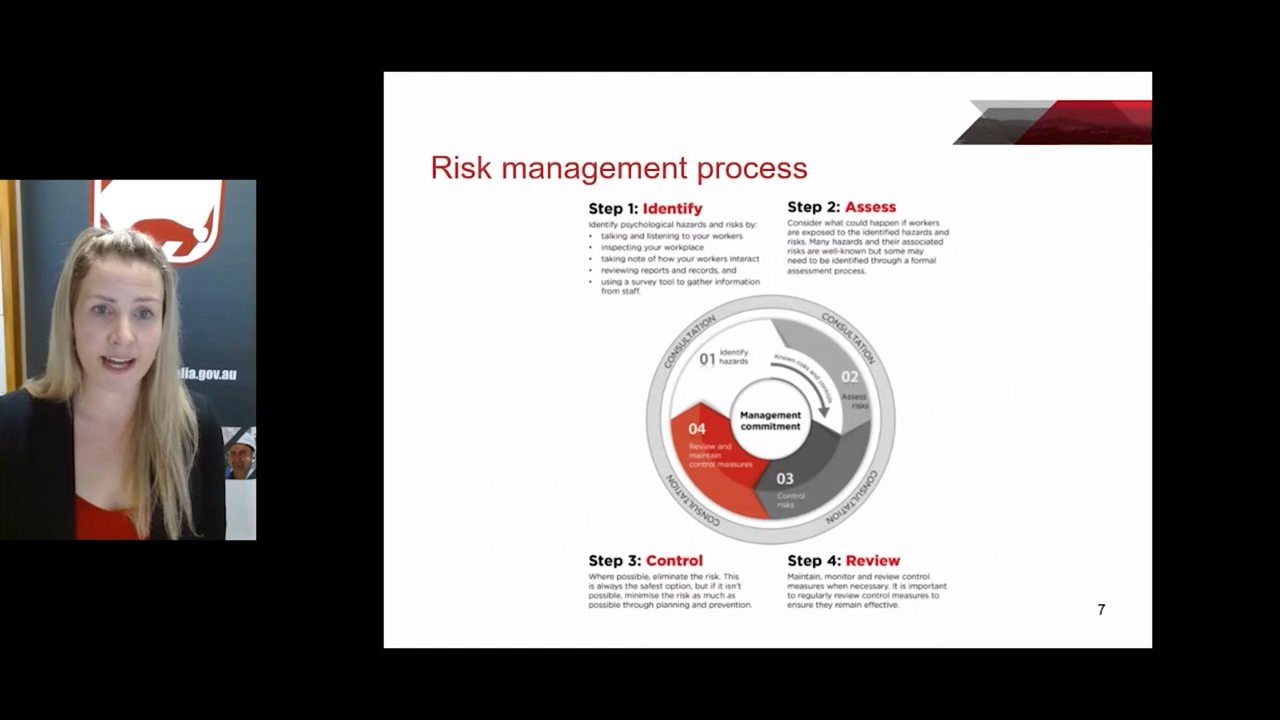 Risk management process
Step 1: Identify
Identify psychological hazards and risks by:
• talking and listening to your workers
• inspecting your workplace
• taking note of how your workers interact
• reviewing reports and records, and
• using a survey tool to gather information
from staff.
Step 2: Assess
Consider what could happen if workers
are exposed to the identified hazards and
risks. Many hazards and their associated
risks are well-known but some may
need to be identified through a formal
assessment process.
CONSULTATION
CONSULTATION
01 Identify
hazards
Known risks and controls
02
Assess
risks
Management
commitment
04
Review and
maintain
control measures
03
Control
risks
CONSULTATION
CONSULTATION
lia.gov.au
Step 3: Control
Where possible, eliminate the risk. This
is always the safest option, but if it isn't
possible, minimise the risk as much as
possible through planning and prevention.
Step 4: Review
Maintain, monitor and review control
measures when necessary. It is important
to regularly review control measures to
ensure they remain effective.
7